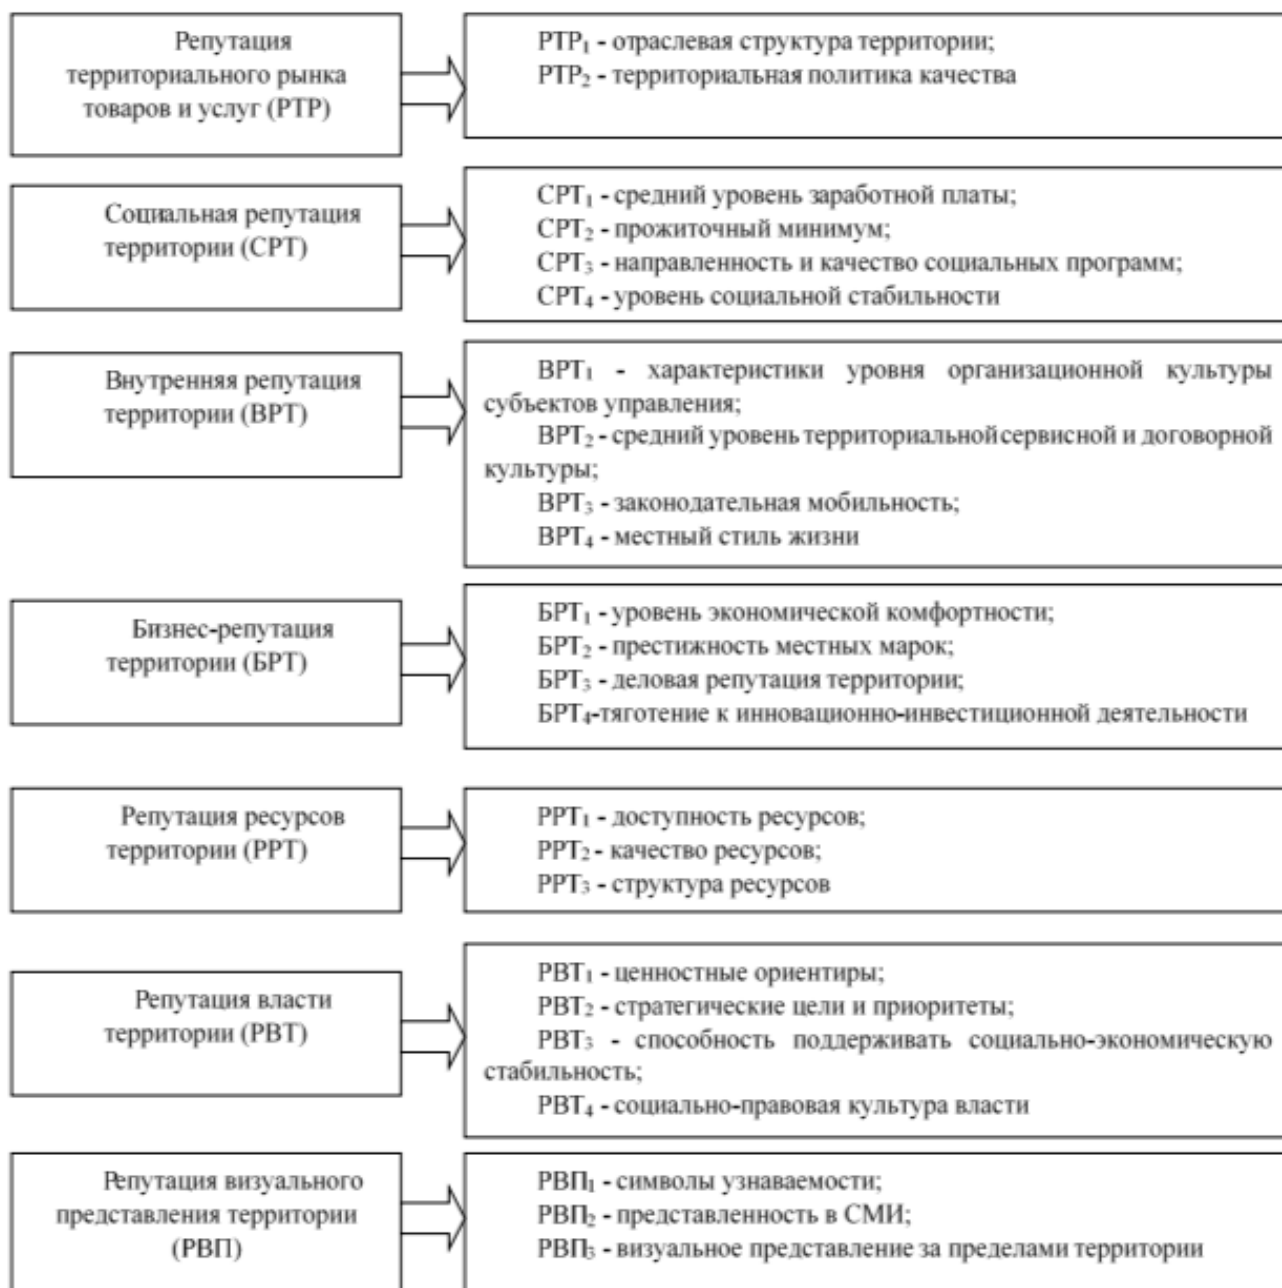 Репутация
территориального рынка
товаров и услуг (РТР)
РТР₁ - отраслевая структура территории;
РТР₂ - территориальная политика качества
Социальная репутация
территории (СРТ)
СРТ₁ - средний уровень заработной платы;
СРТ₂ - прожиточный минимум;
СРТ₃ - направленность и качество социальных программ;
СРТ₄ - уровень социальной стабильности
Внутренняя репутация
территории (ВРТ)
ВРТ₁ - характеристики уровня организационной культуры
субъектов управления;
ВРТ₂ - средний уровень территориальной сервисной и договорной
культуры;
ВРТ₃ - законодательная мобильность;
ВРТ₄ - местный стиль жизни
Бизнес-репутация
территории (БРТ)
БРТ₁ - уровень экономической комфортности;
БРТ₂ - престижность местных марок;
БРТ₃ - деловая репутация территории;
БРТ₄-тяготение к инновационно-инвестиционной деятельности
Репутация ресурсов
территории (РРТ)
РРТ₁ - доступность ресурсов;
РРТ₂ - качество ресурсов;
РРТ₃ - структура ресурсов
Репутация власти
территории (РВТ)
РВТ₁ - ценностные ориентиры;
РВТ₂ - стратегические цели и приоритеты;
РВТ₃ - способность поддерживать социально-экономическую
стабильность;
РВТ₄ - социально-правовая культура власти
Репутация визуального
представления территории
(РВП)
РВП₁ - символы узнаваемости;
РВП₂ - представленность в СМИ;
РВП₃ - визуальное представление за пределами территории